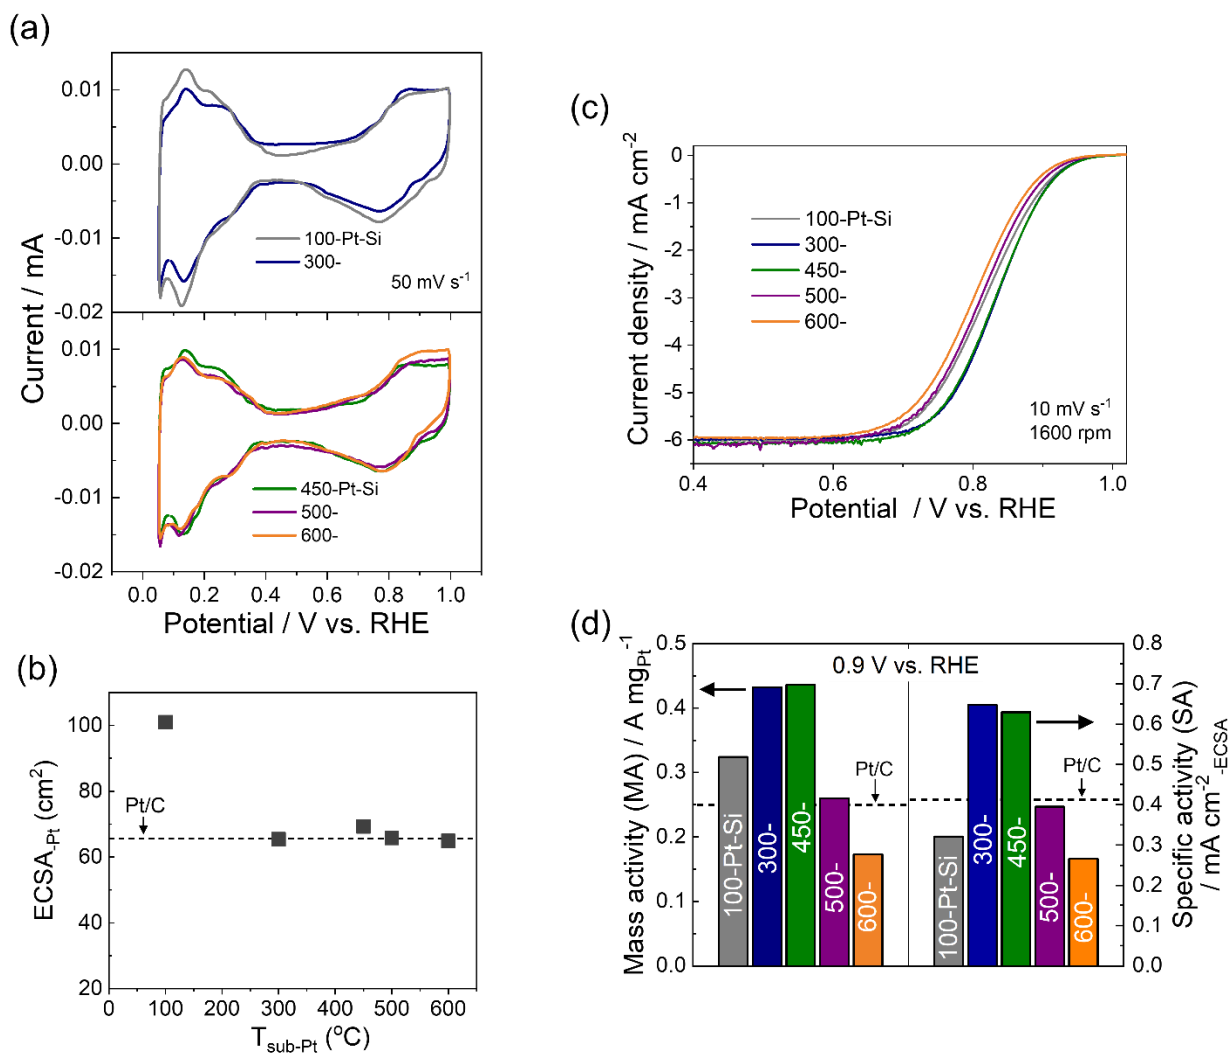 (a)
0.01
0.00
-0.01
-0.02
100-Pt-Si
300-
50 mV s⁻¹
0.01
0.00
-0.01
-0.02
450-Pt-Si
500-
600-
0.0 0.2 0.4 0.6 0.8 1.0
Current / mA
Potential / V vs. RHE
(b)
100
80
60
40
20
Pt/C
0 100 200 300 400 500 600
ECSA-Pt (cm²)
Tsub-Pt (°C)
(c)
0
-1
-2
-3
-4
-5
-6
100-Pt-Si
300-
450-
500-
600-
10 mV s⁻¹
1600 rpm
0.4 0.6 0.8 1.0
Current density / mA cm⁻²
Potential / V vs. RHE
(d)
0.5
0.4
0.3
0.2
0.1
0.0
Mass activity (MA) / A mgPt⁻¹
0.9 V vs. RHE
100-Pt-Si
300-
450-
500-
600-
Pt/C
100-Pt-Si
300-
450-
500-
600-
Pt/C
0.8
0.7
0.6
0.5
0.4
0.3
0.2
0.1
0.0
Specific activity (SA)
/ mA cm⁻²-ECSA